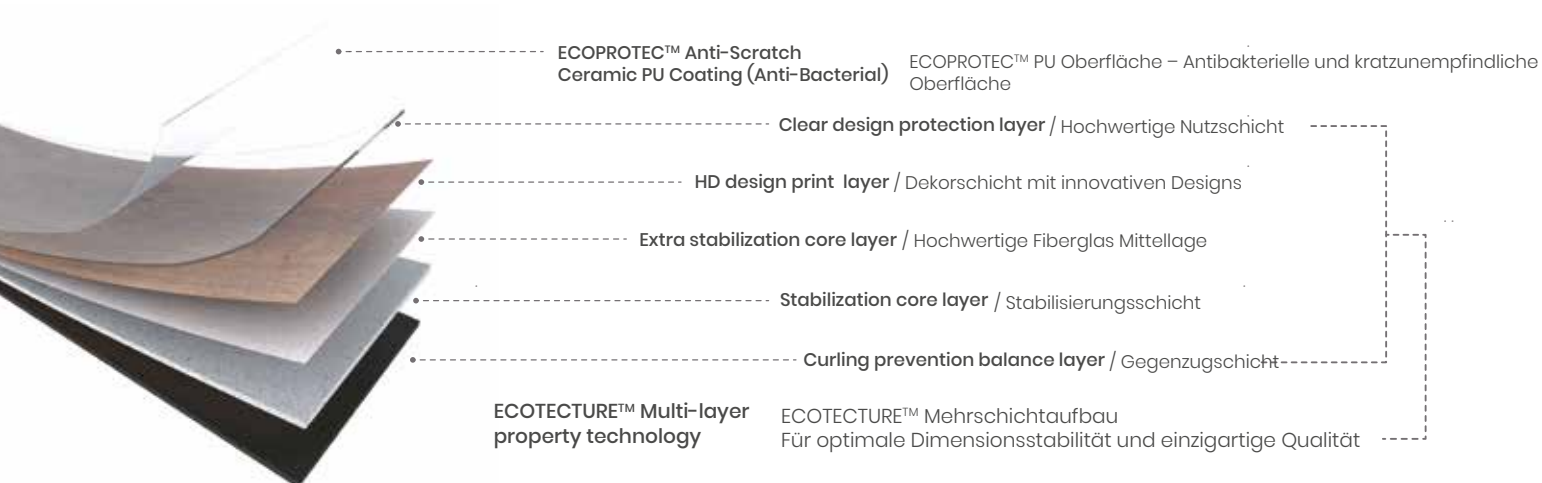 ECOPROTEC™ Anti-Scratch
Ceramic PU Coating (Anti-Bacterial)
ECOPROTEC™ PU Oberfläche – Antibakterielle und kratzunempfindliche
Oberfläche
Clear design protection layer / Hochwertige Nutzschicht
HD design print layer / Dekorschicht mit innovativen Designs
Extra stabilization core layer / Hochwertige Fiberglas Mittellage
Stabilization core layer / Stabilisierungsschicht
Curling prevention balance layer / Gegenzugschicht
ECOTECTURE™ Multi-layer
property technology
ECOTECTURE™ Mehrschichtaufbau
Für optimale Dimensionsstabilität und einzigartige Qualität